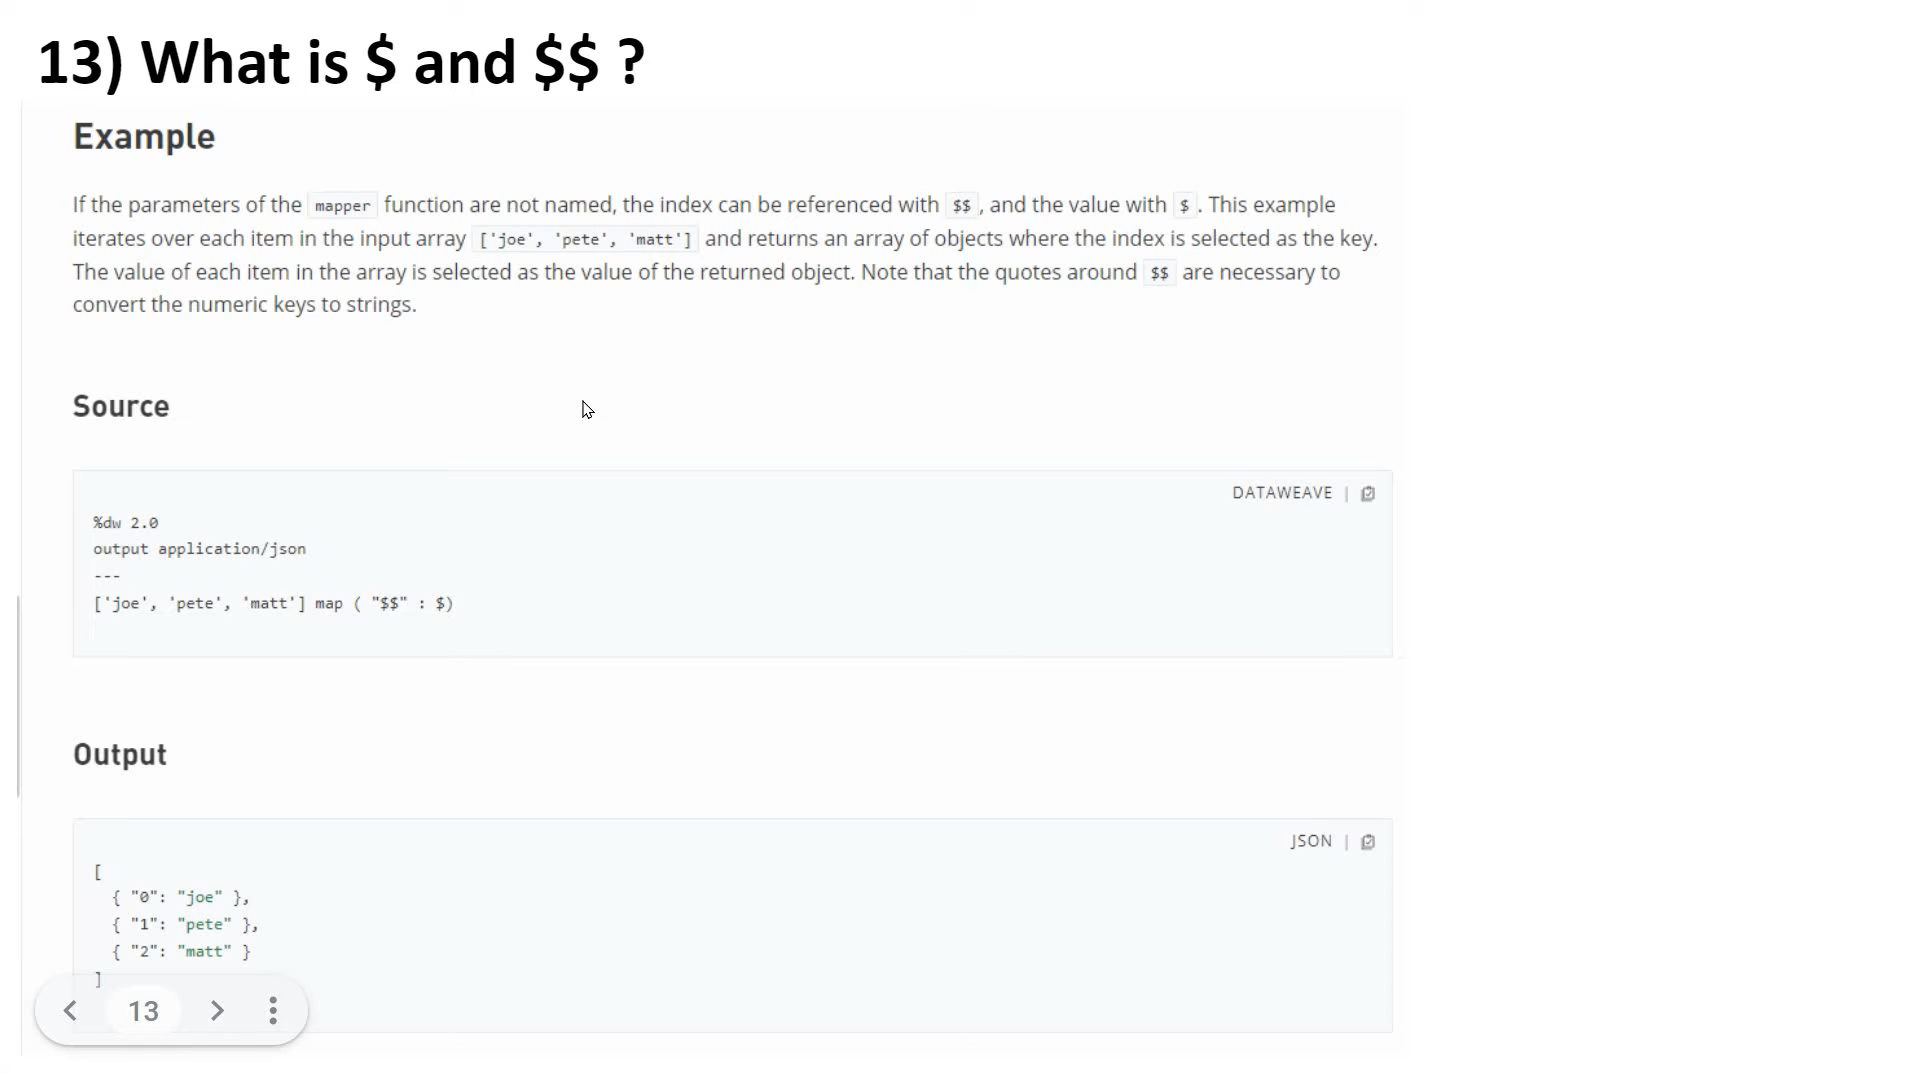 13) What is $ and $$ ?
Example
If the parameters of the mapper function are not named, the index can be referenced with $$, and the value with $. This example
iterates over each item in the input array ['joe', 'pete', 'matt'] and returns an array of objects where the index is selected as the key.
The value of each item in the array is selected as the value of the returned object. Note that the quotes around $$ are necessary to
convert the numeric keys to strings.
Source
DATAWEAVE |
%dw 2.0
output application/json
---
['joe', 'pete', 'matt'] map ( "$$" : $)
Output
JSON |
[
{ "0": "joe" },
{ "1": "pete" },
{ "2": "matt" }
]
13